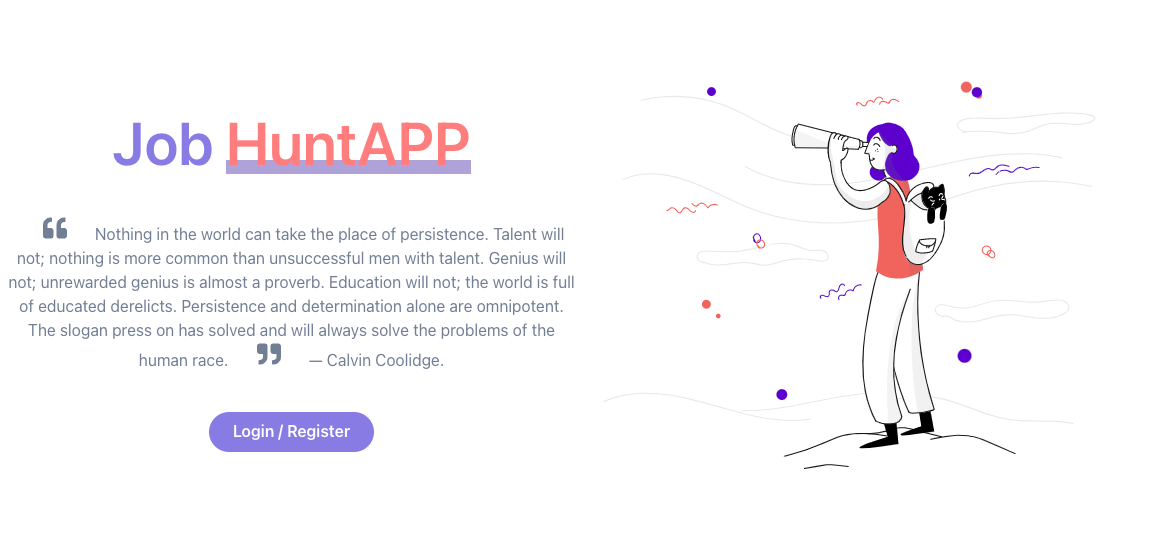 Job HuntAPP
❝ Nothing in the world can take the place of persistence. Talent will
not; nothing is more common than unsuccessful men with talent. Genius will
not; unrewarded genius is almost a proverb. Education will not; the world is full
of educated derelicts. Persistence and determination alone are omnipotent.
The slogan press on has solved and will always solve the problems of the
human race. ❞ — Calvin Coolidge.
Login / Register